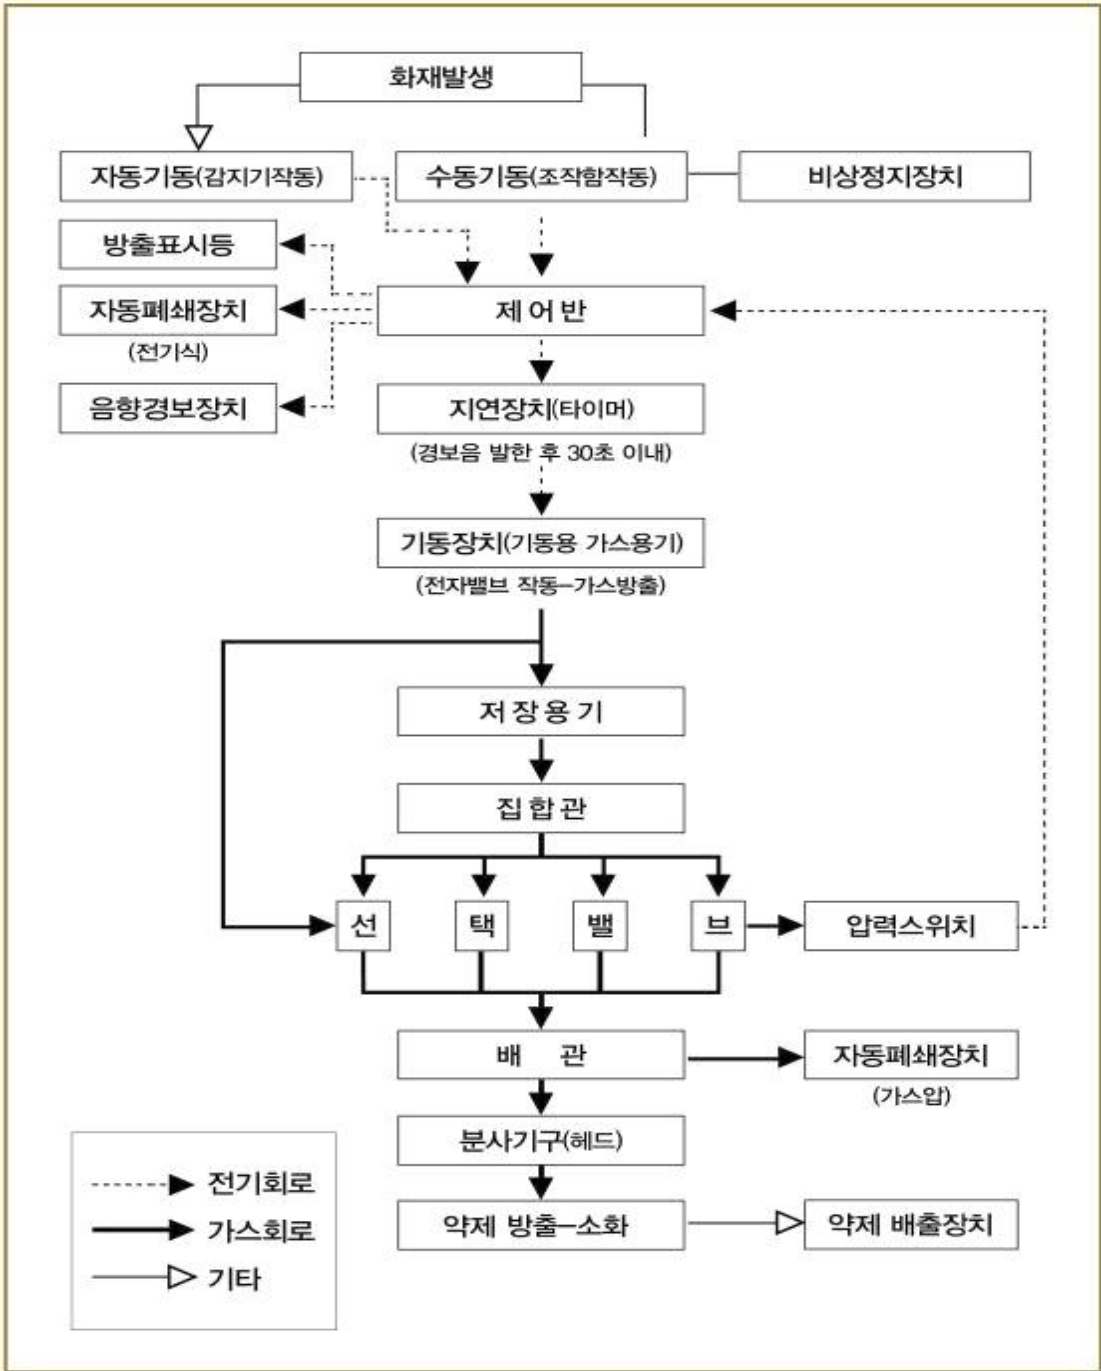 화재발생
자동기동(감지기작동)
수동기동(조작함작동)
비상정지장치
방출표시등
자동폐쇄장치
(전기식)
음향경보장치
제어반
지연장치(타이머)
(경보음 발한 후 30초 이내)
기동장치(기동용 가스용기)
(전자밸브 작동–가스방출)
저장용기
집합관
선 택 밸 브
압력스위치
배 관
자동폐쇄장치
(가스압)
분사기구(헤드)
약제 방출–소화
약제 배출장치
전기회로
가스회로
기타